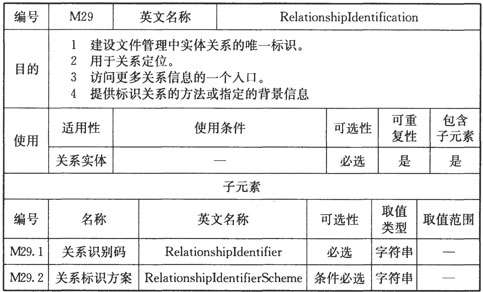 编号 M29 英文名称 RelationshipIdentification
目的
1 建设文件管理中实体关系的唯一标识。
2 用于关系定位。
3 访问更多关系信息的一个人口。
4 提供标识关系的方法或指定的背景信息
使用 适用性 使用条件 可选性 可重复性 包含子元素
关系实体 — 必选 是 是
子元素
编号 名称 英文名称 可选性 取值类型 取值范围
M29.1 关系识别码 RelationshipIdentifier 必选 字符串 —
M29.2 关系标识方案 RelationshipIdentifierScheme 条件必选 字符串 —